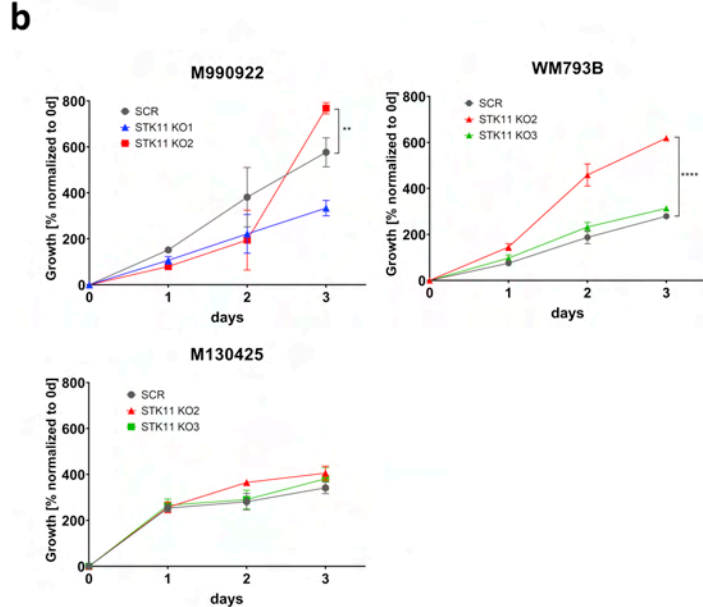 b
M990922
Growth [% normalized to 0d]
800
600
400
200
0
SCR
STK11 KO1
STK11 KO2
**
0 1 2 3
days
WM793B
Growth [% normalized to 0d]
800
600
400
200
0
SCR
STK11 KO2
STK11 KO3
****
0 1 2 3
days
M130425
Growth [% normalized to 0d]
800
600
400
200
0
SCR
STK11 KO2
STK11 KO3
0 1 2 3
days